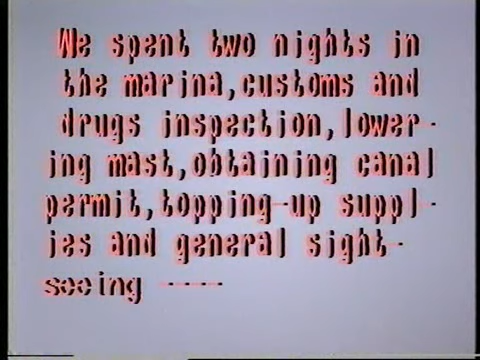 We spent two nights in
the marina,customs and
drugs inspection,lower-
ing mast,obtaining canal
permit,topping-up suppl-
ies and general sight-
seeing -----